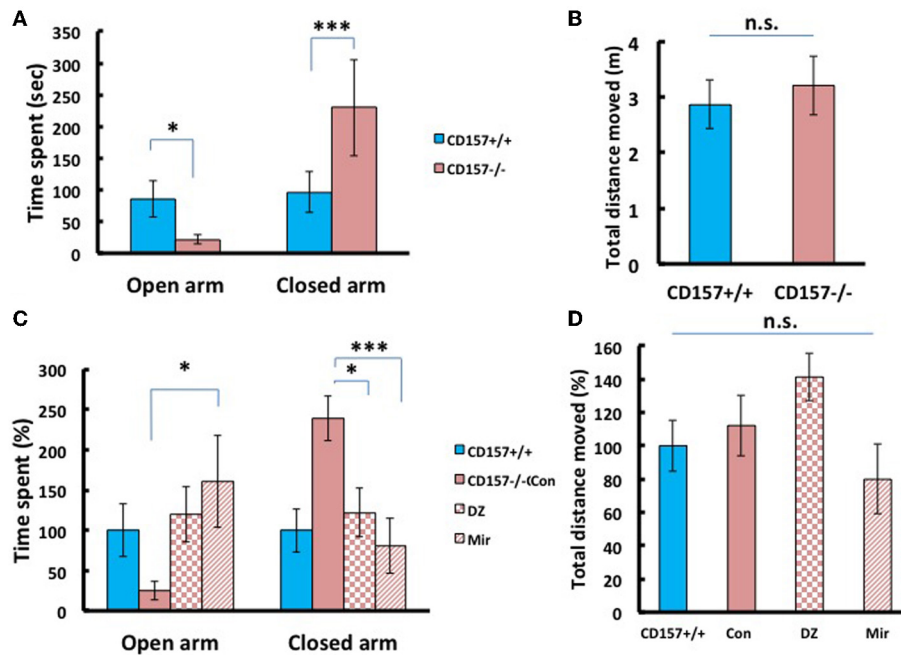 A
Time spent (sec)
350
300
250
200
150
100
50
0
*
***
Open arm
Closed arm
CD157+/+
CD157-/-
B
Total distance moved (m)
n.s.
4
3
2
1
0
CD157+/+
CD157-/-
C
Time spent (%)
300
250
200
150
100
50
0
*
***
*
Open arm
Closed arm
CD157+/+
CD157-/-(Con
DZ
Mir
D
Total distance moved (%)
n.s.
160
140
120
100
80
60
40
20
0
CD157+/+
Con
DZ
Mir